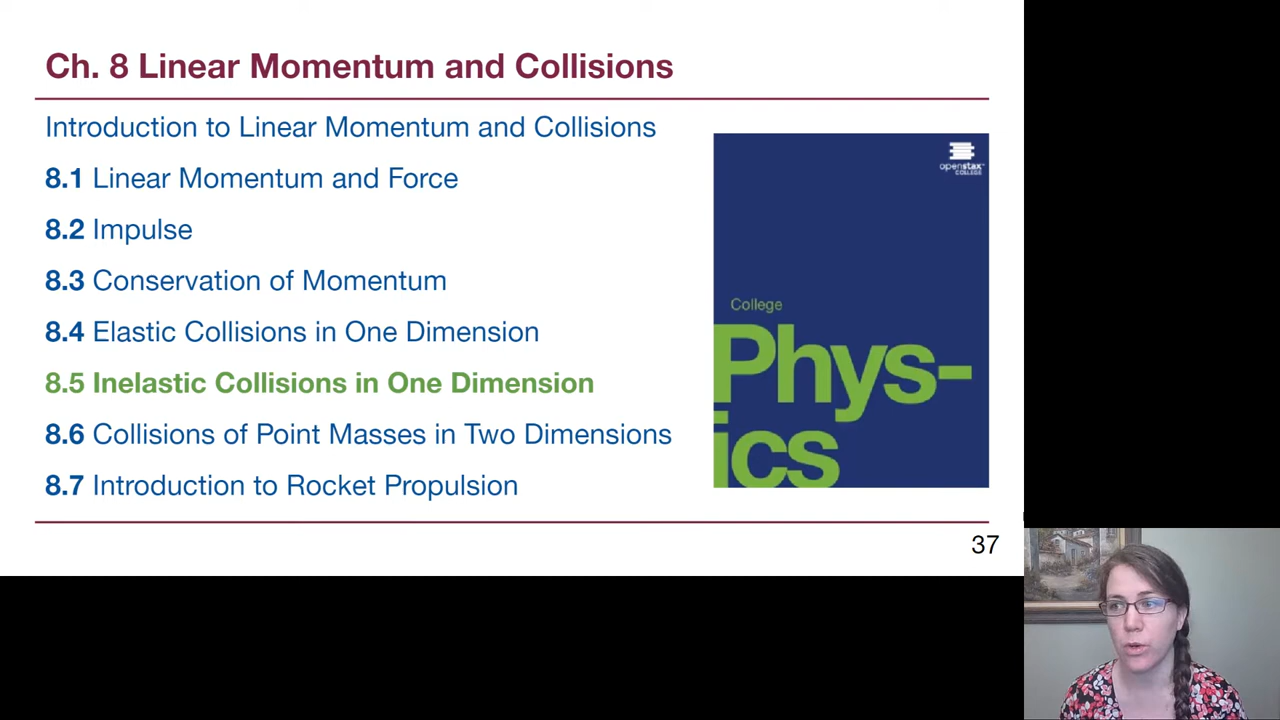 Ch. 8 Linear Momentum and Collisions
Introduction to Linear Momentum and Collisions
8.1 Linear Momentum and Force
8.2 Impulse
8.3 Conservation of Momentum
8.4 Elastic Collisions in One Dimension
8.5 Inelastic Collisions in One Dimension
8.6 Collisions of Point Masses in Two Dimensions
8.7 Introduction to Rocket Propulsion
openstax
COLLEGE
College
Phys-
ics
37